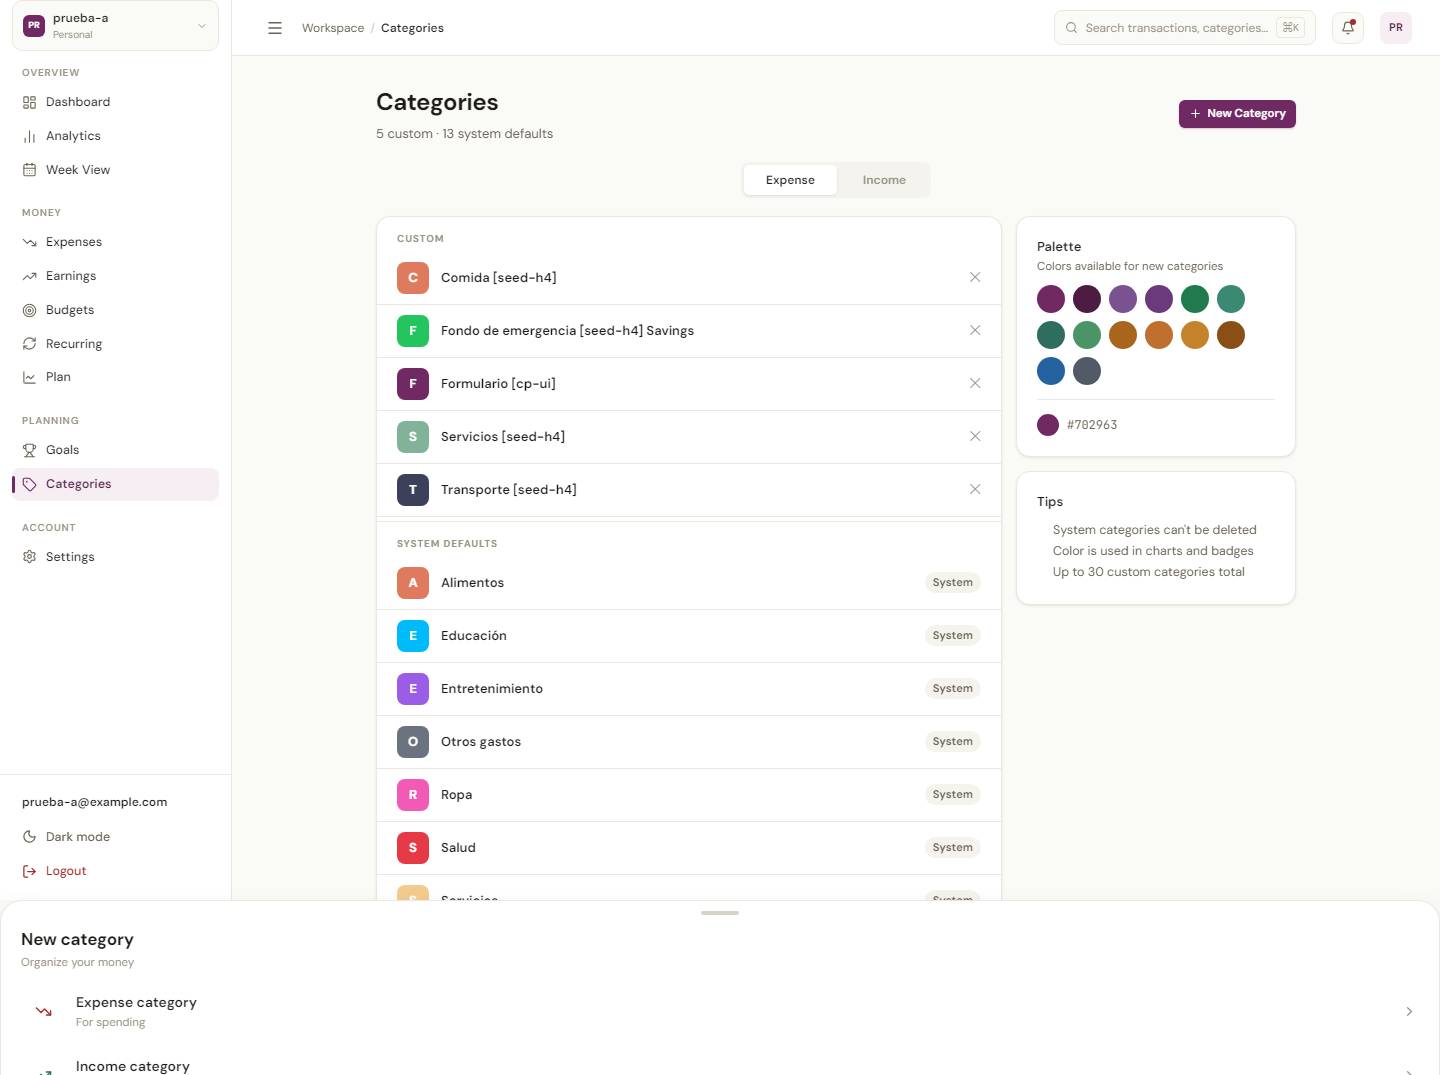 PR
prueba-a
Personal
OVERVIEW
Dashboard
Analytics
Week View
MONEY
Expenses
Earnings
Budgets
Recurring
Plan
PLANNING
Goals
Categories
ACCOUNT
Settings
prueba-a@example.com
Dark mode
Logout
Workspace / Categories
Search transactions, categories... ⌘K
PR
Categories
5 custom · 13 system defaults
+ New Category
Expense Income
CUSTOM
C Comida [seed-h4]
F Fondo de emergencia [seed-h4] Savings
F Formulario [cp-ui]
S Servicios [seed-h4]
T Transporte [seed-h4]
SYSTEM DEFAULTS
A Alimentos System
E Educación System
E Entretenimiento System
O Otros gastos System
R Ropa System
S Salud System
S Servicios System
Palette
Colors available for new categories
#702963
Tips
System categories can't be deleted
Color is used in charts and badges
Up to 30 custom categories total
New category
Organize your money
Expense category
For spending
Income category